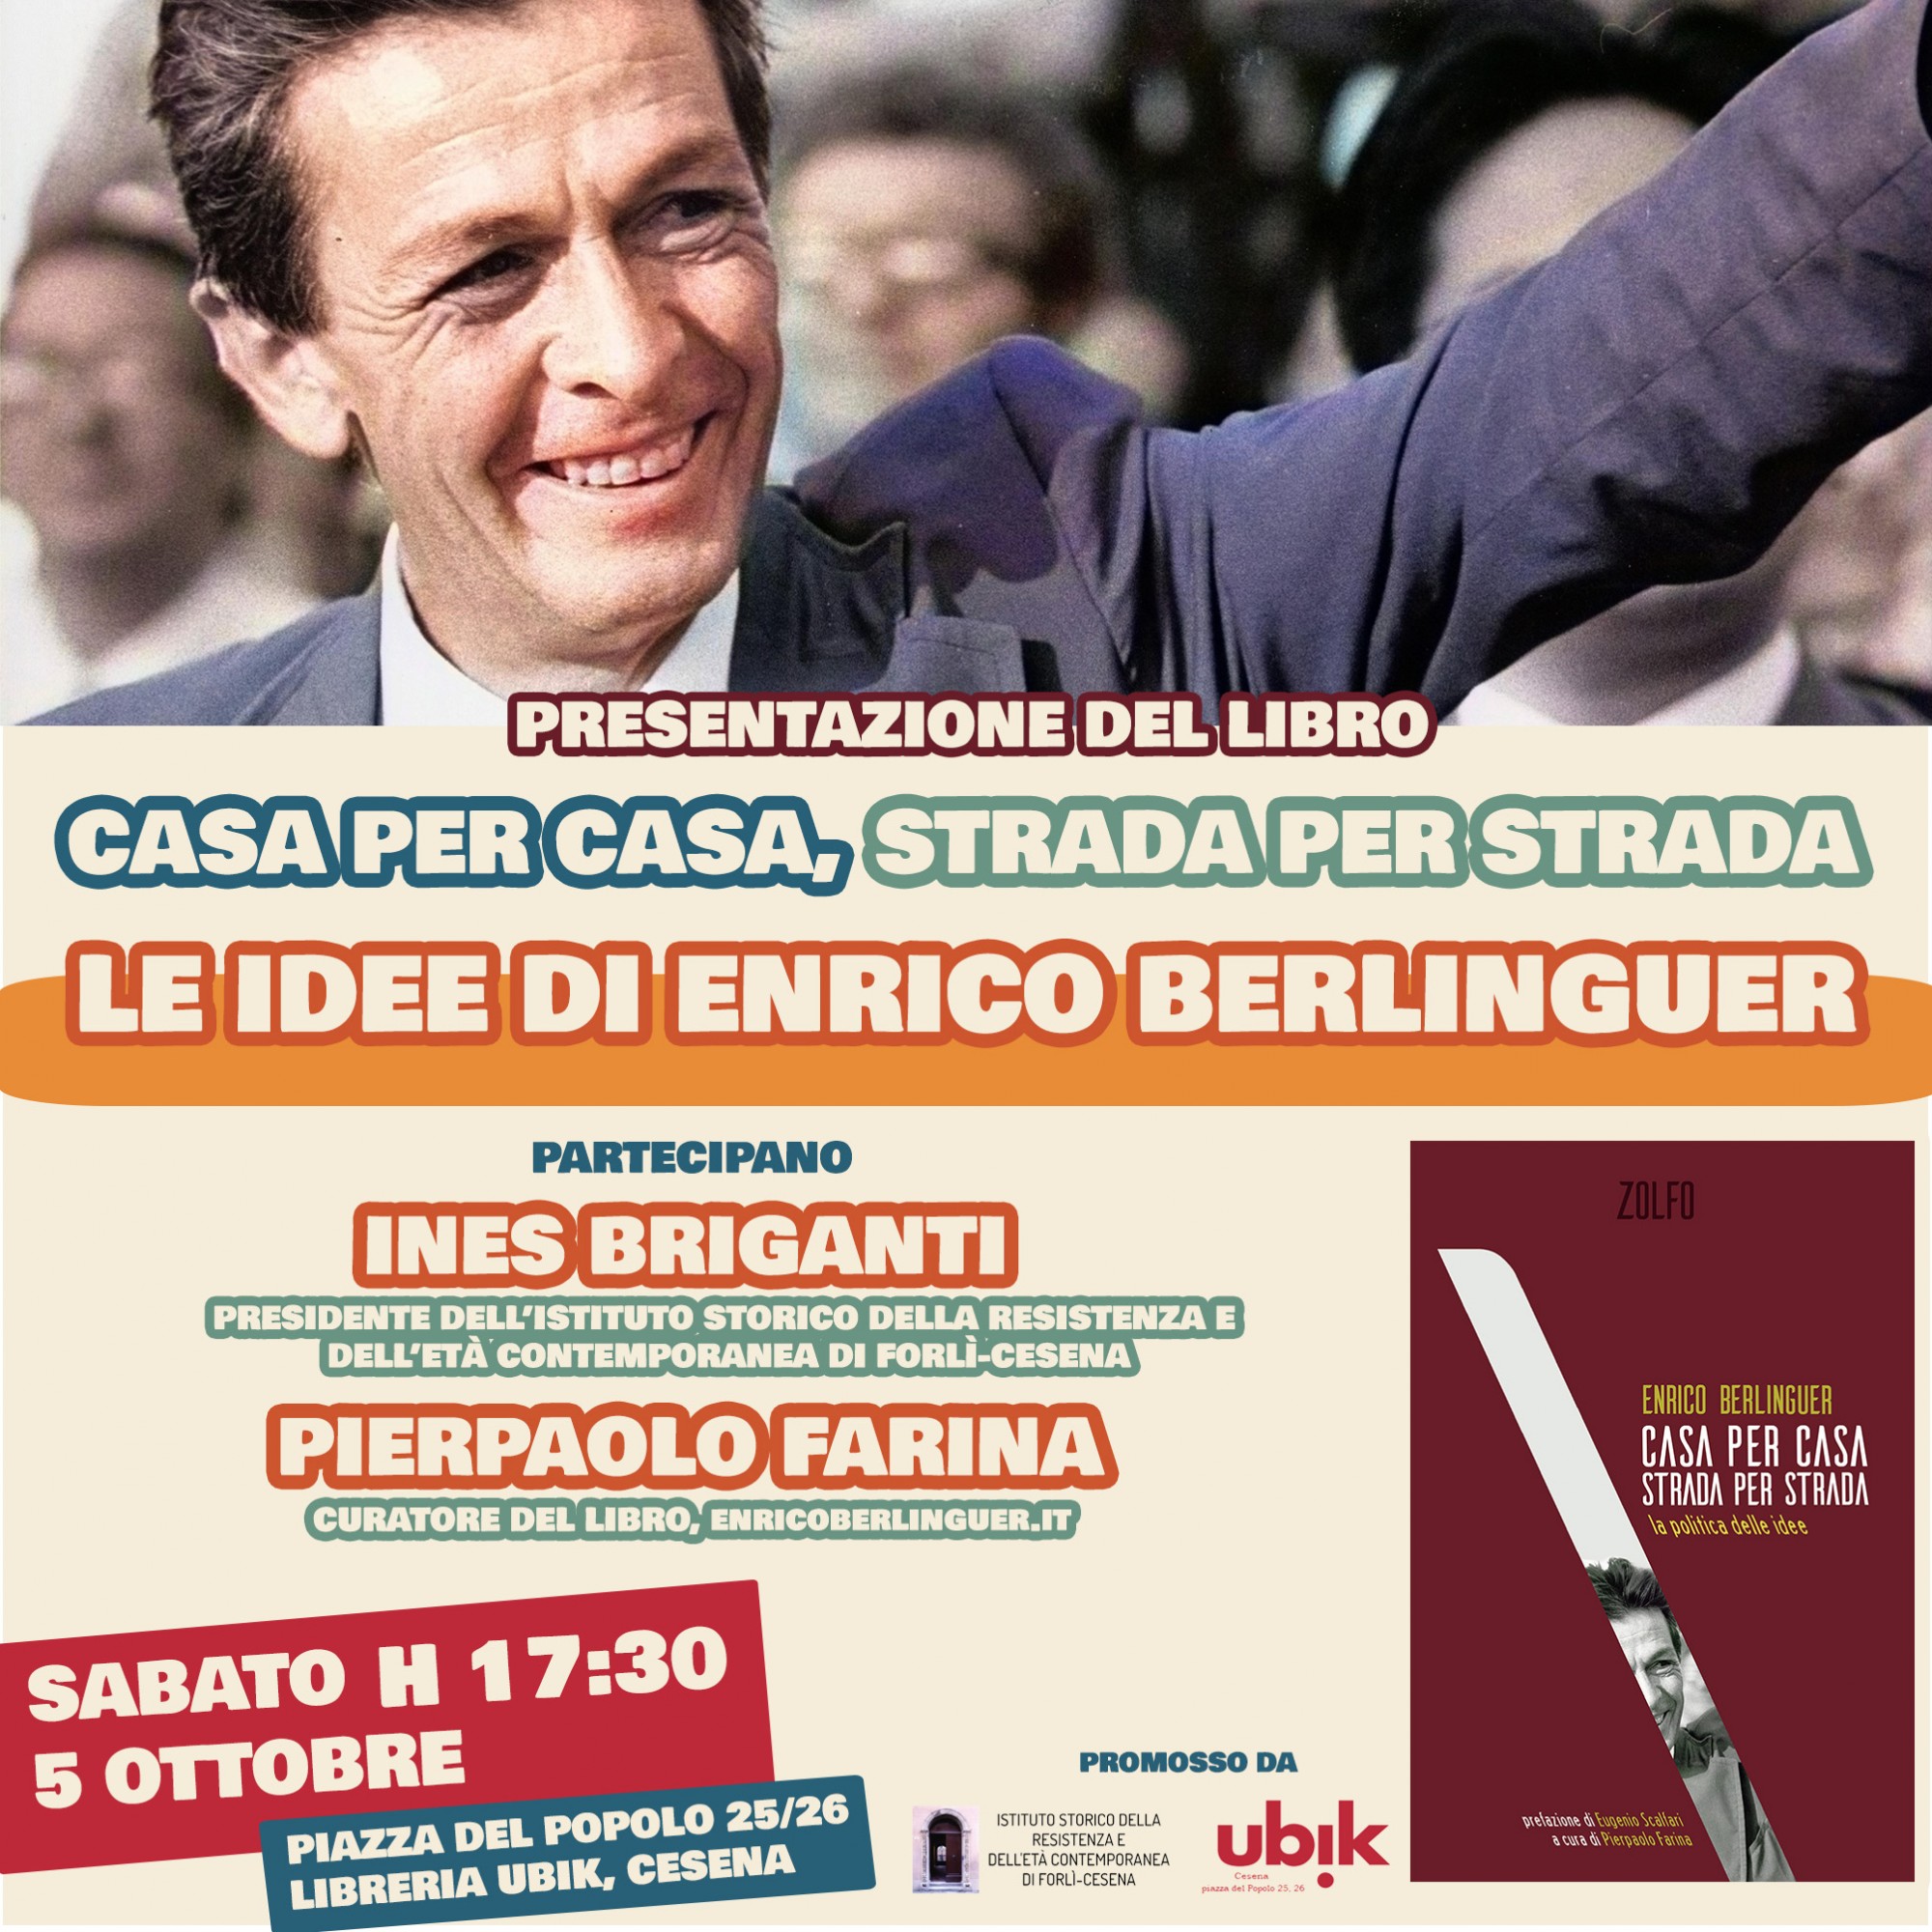 PRESENTAZIONE DEL LIBRO
CASA PER CASA, STRADA PER STRADA
LE IDEE DI ENRICO BERLINGUER
PARTECIPANO
INES BRIGANTI
PRESIDENTE DELL'ISTITUTO STORICO DELLA RESISTENZA E
DELL'ETÀ CONTEMPORANEA DI FORLÌ-CESENA
PIERPAOLO FARINA
CURATORE DEL LIBRO, ENRICOBERLINGUER.IT
SABATO H 17:30
5 OTTOBRE
PIAZZA DEL POPOLO 25/26
LIBRERIA UBIK, CESENA
PROMOSSO DA
ISTITUTO STORICO DELLA
RESISTENZA E
DELL'ETÀ CONTEMPORANEA
DI FORLÌ-CESENA
ubik
Cesena
piazza del Popolo 25, 26
ZOLFO
ENRICO BERLINGUER
CASA PER CASA
STRADA PER STRADA
la politica delle idee
prefazione di Eugenio Scalfari
a cura di Pierpaolo Farina